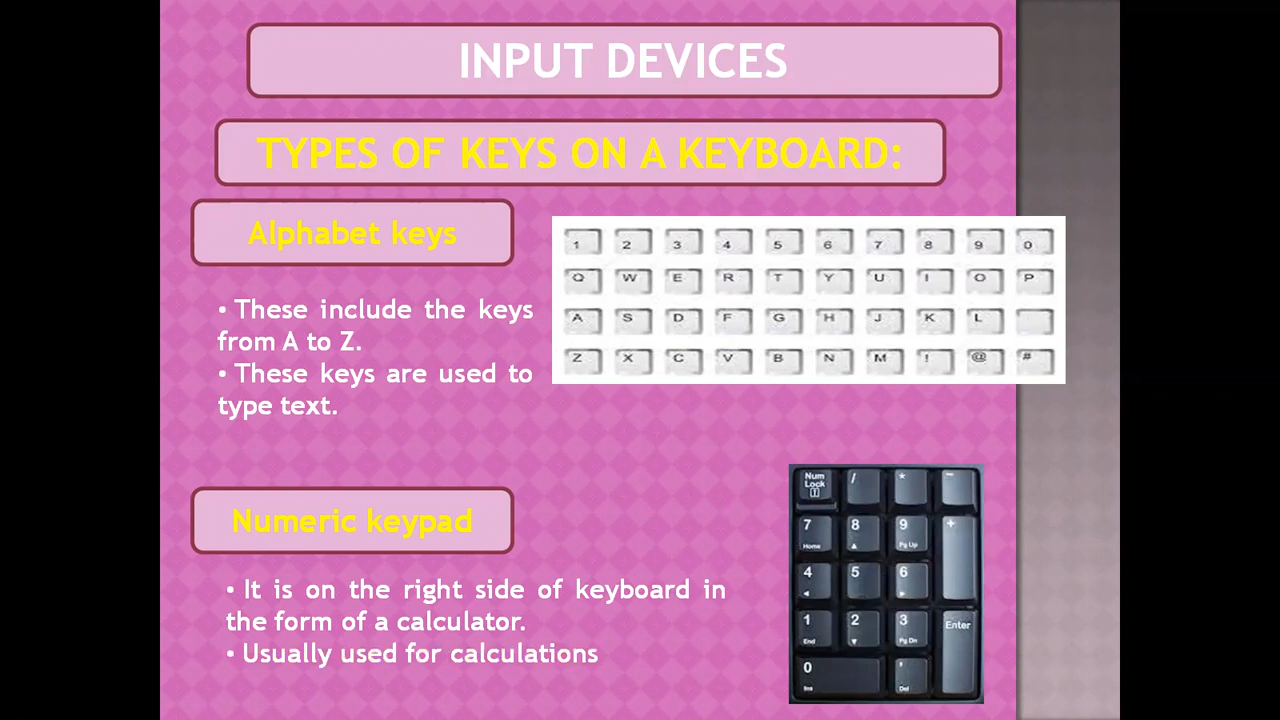 INPUT DEVICES
TYPES OF KEYS ON A KEYBOARD:
Alphabet keys
• These include the keys
from A to Z.
• These keys are used to
type text.
1 2 3 4 5 6 7 8 9 0
Q W E R T Y U I O P
A S D F G H J K L
Z X C V B N M ! @ #
Numeric keypad
• It is on the right side of keyboard in
the form of a calculator.
• Usually used for calculations
Num
Lock
/ * -
7 8 9 +
Home Pg Up
4 5 6
1 2 3 Enter
End Pg Dn
0
Ins Del